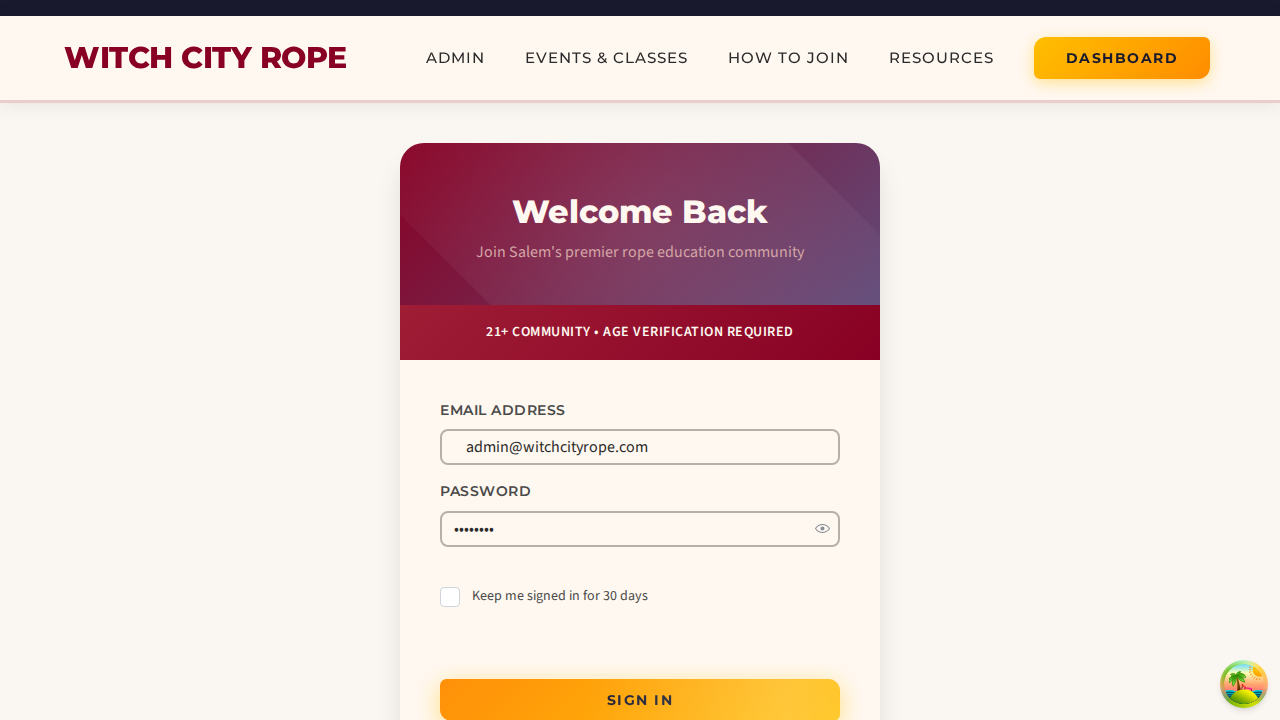 WITCH CITY ROPE
ADMIN
EVENTS & CLASSES
HOW TO JOIN
RESOURCES
DASHBOARD
Welcome Back
Join Salem's premier rope education community
21+ COMMUNITY • AGE VERIFICATION REQUIRED
EMAIL ADDRESS
admin@witchcityrope.com
PASSWORD
••••••••
Keep me signed in for 30 days
SIGN IN